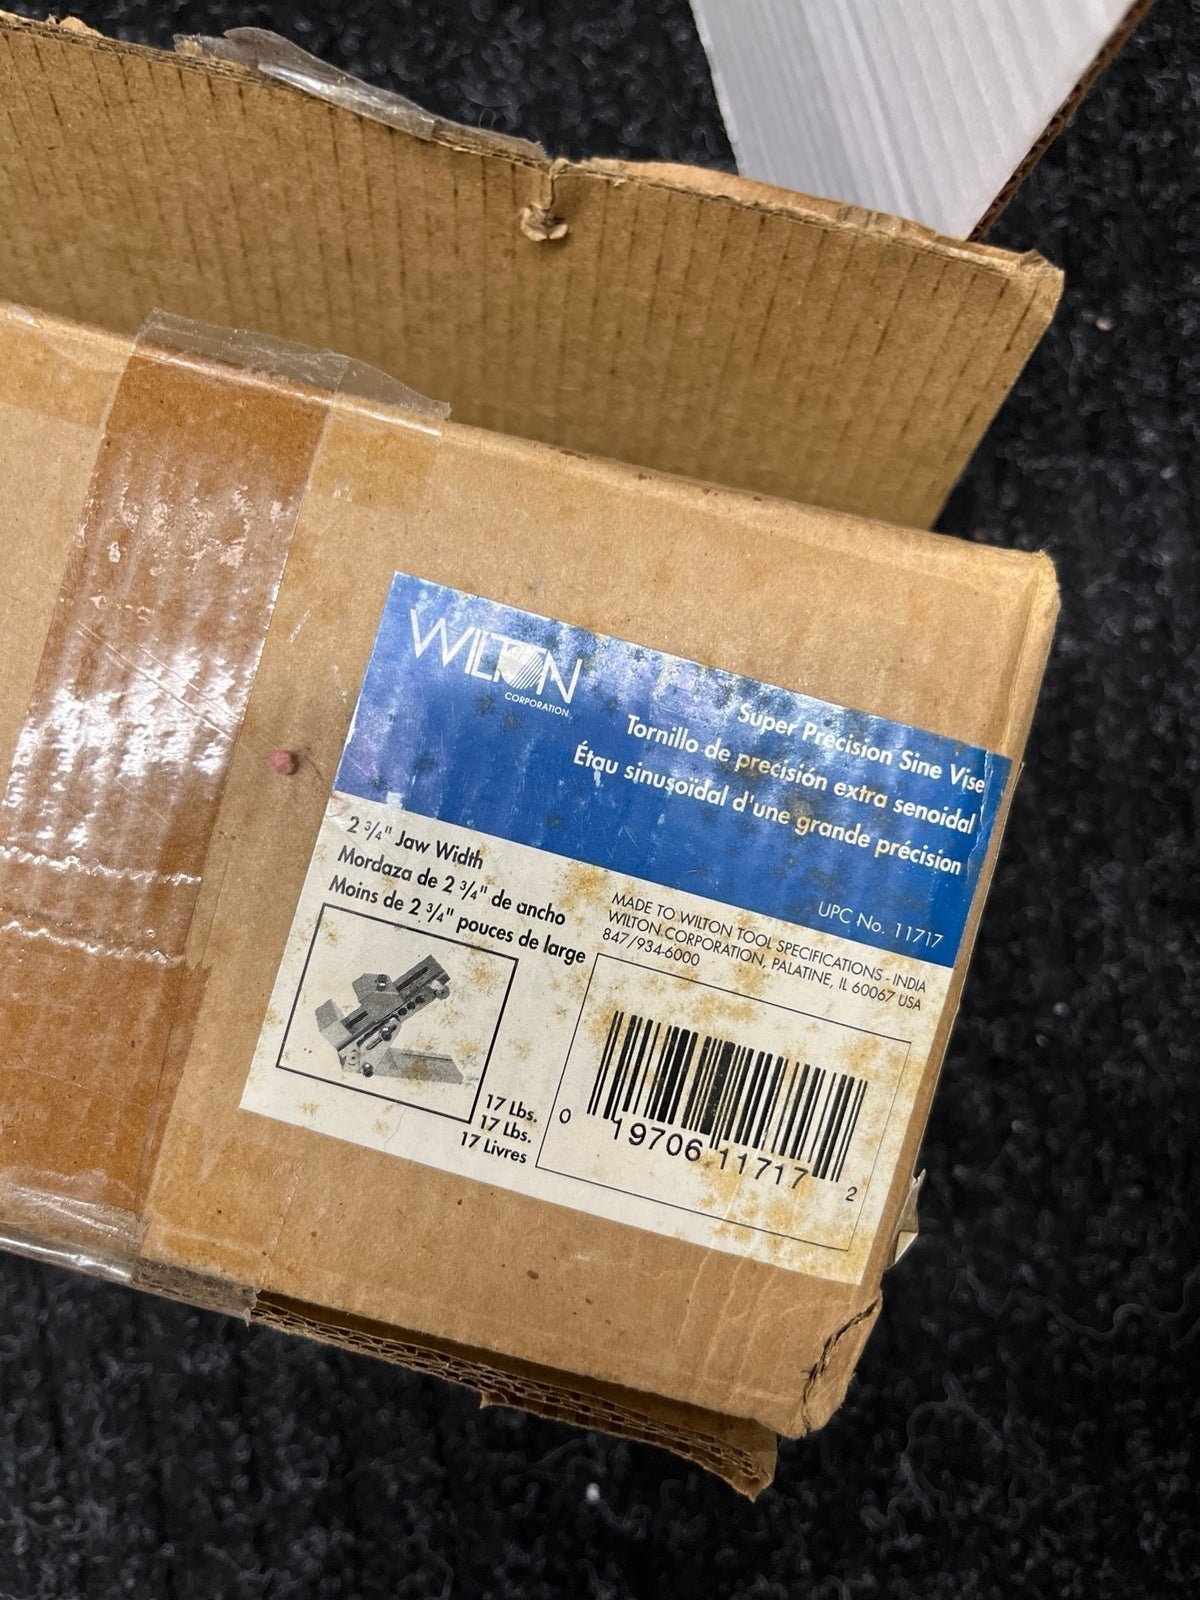 WILTON
CORPORATION
Super Precision Sine Vise
Tornillo de precisión extra senoidal
Étau sinusoïdal d'une grande précision
UPC No. 11717
2 3/4" Jaw Width
Mordaza de 2 3/4" de ancho
Moins de 2 3/4" pouces de large
MADE TO WILTON TOOL SPECIFICATIONS - INDIA
WILTON CORPORATION, PALATINE, IL 60067 USA
847/934-6000
17 Lbs.
17 Lbs.
17 Livres
0 19706 11717 2